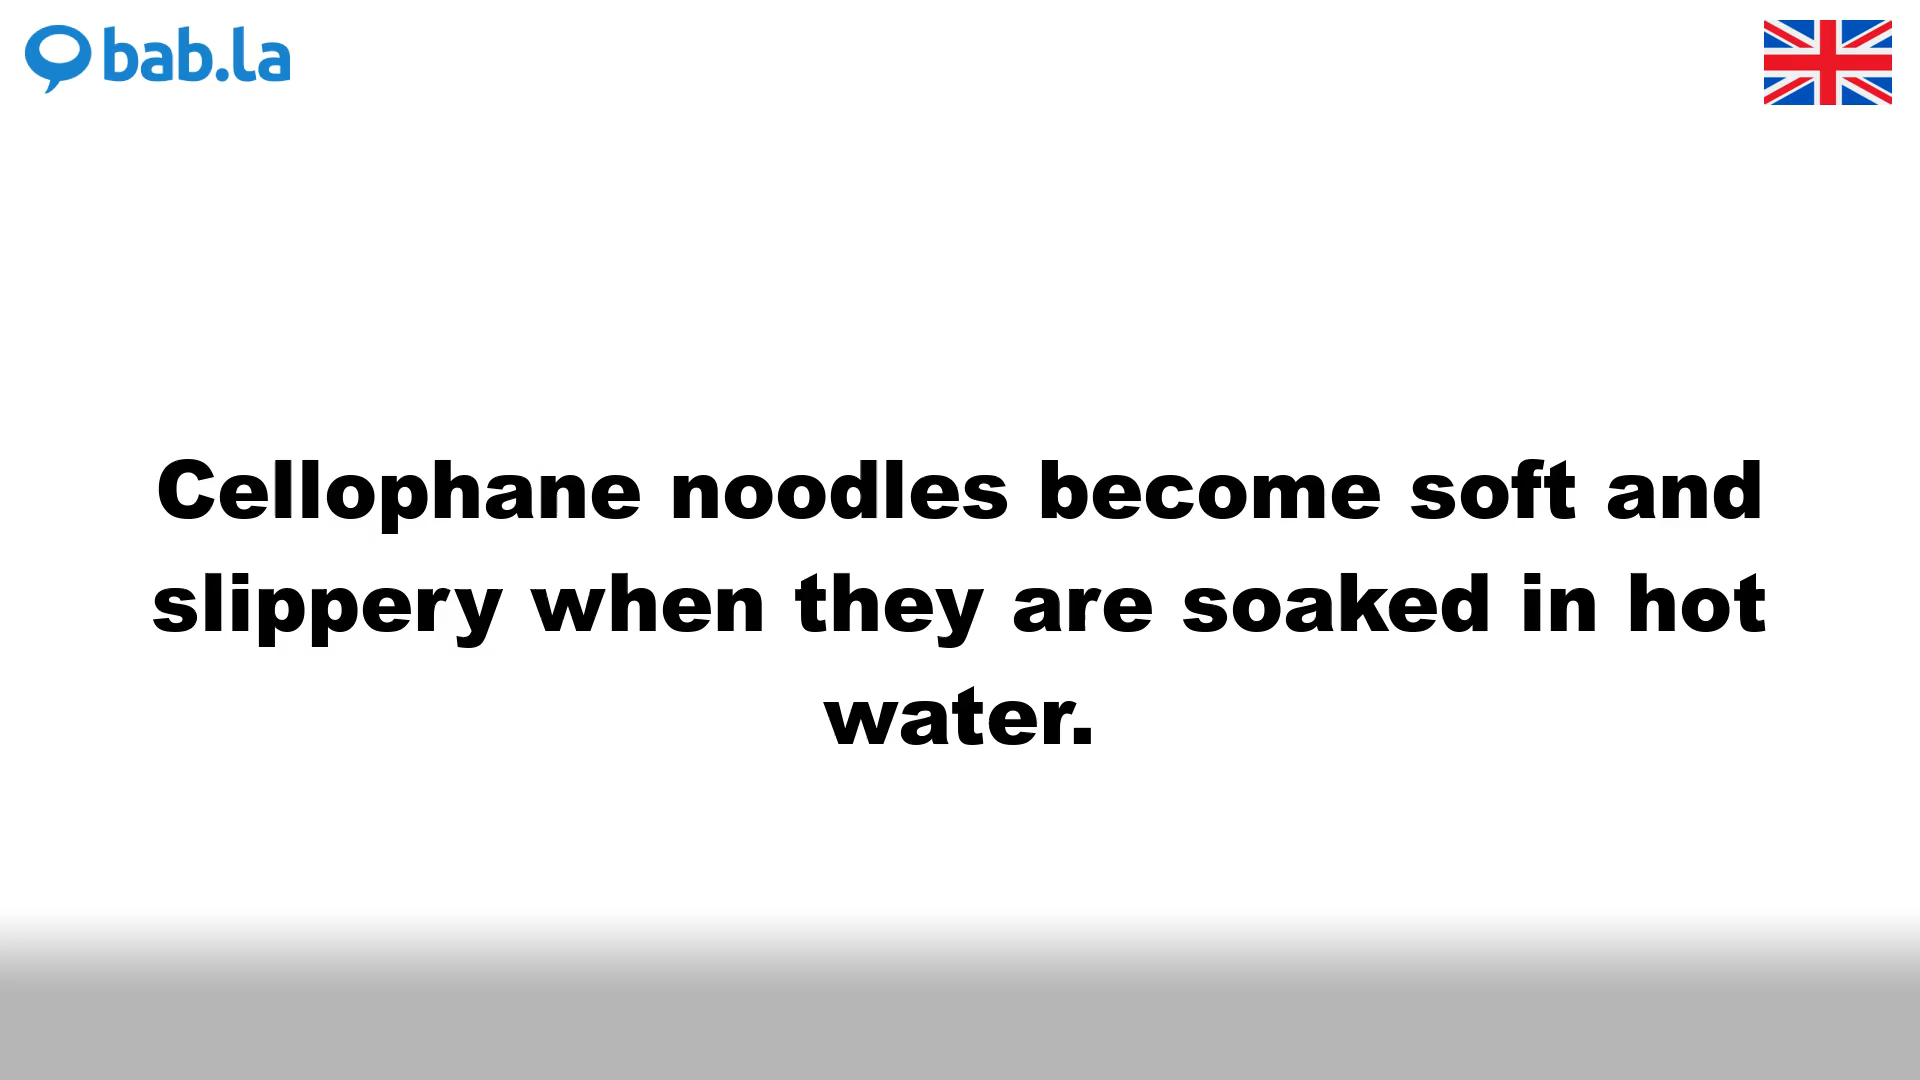 bab.la
Cellophane noodles become soft and
slippery when they are soaked in hot
water.